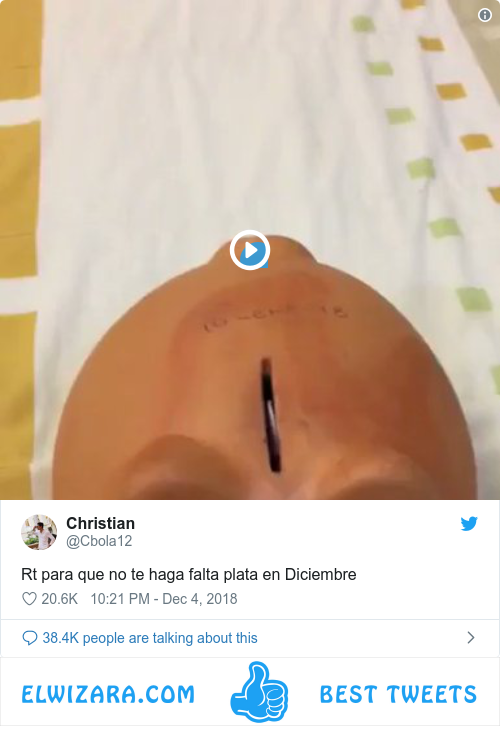 Christian
@Cbola12
Rt para que no te haga falta plata en Diciembre
20.6K 10:21 PM - Dec 4, 2018
38.4K people are talking about this
ELWIZARA.COM BEST TWEETS